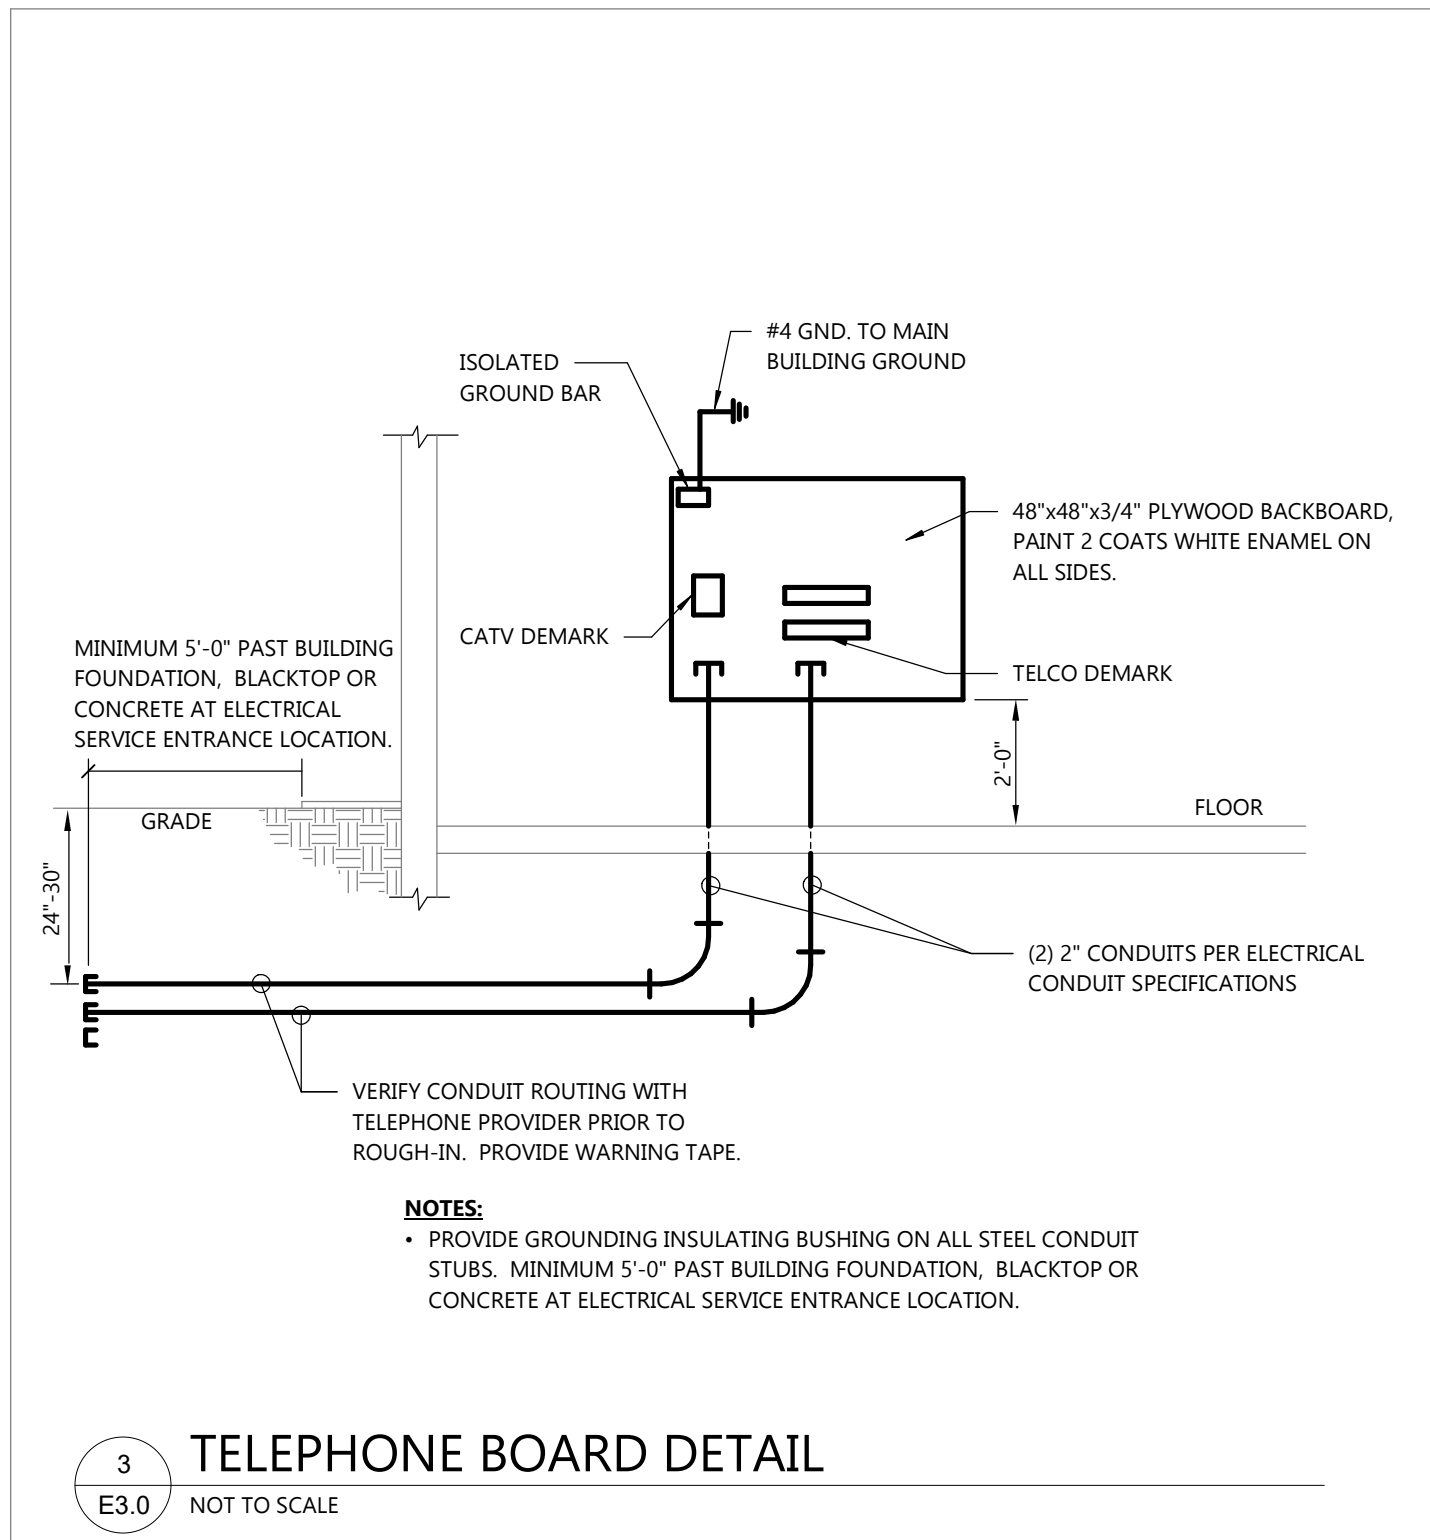 #4 GND. TO MAIN
BUILDING GROUND
ISOLATED
GROUND BAR
48"x48"x3/4" PLYWOOD BACKBOARD,
PAINT 2 COATS WHITE ENAMEL ON
ALL SIDES.
CATV DEMARK
MINIMUM 5'-0" PAST BUILDING
FOUNDATION, BLACKTOP OR
CONCRETE AT ELECTRICAL
SERVICE ENTRANCE LOCATION.
TELCO DEMARK
2'-0"
FLOOR
GRADE
24"-30"
(2) 2" CONDUITS PER ELECTRICAL
CONDUIT SPECIFICATIONS
VERIFY CONDUIT ROUTING WITH
TELEPHONE PROVIDER PRIOR TO
ROUGH-IN. PROVIDE WARNING TAPE.
NOTES:
• PROVIDE GROUNDING INSULATING BUSHING ON ALL STEEL CONDUIT
STUBS. MINIMUM 5'-0" PAST BUILDING FOUNDATION, BLACKTOP OR
CONCRETE AT ELECTRICAL SERVICE ENTRANCE LOCATION.
3
E3.0
TELEPHONE BOARD DETAIL
NOT TO SCALE